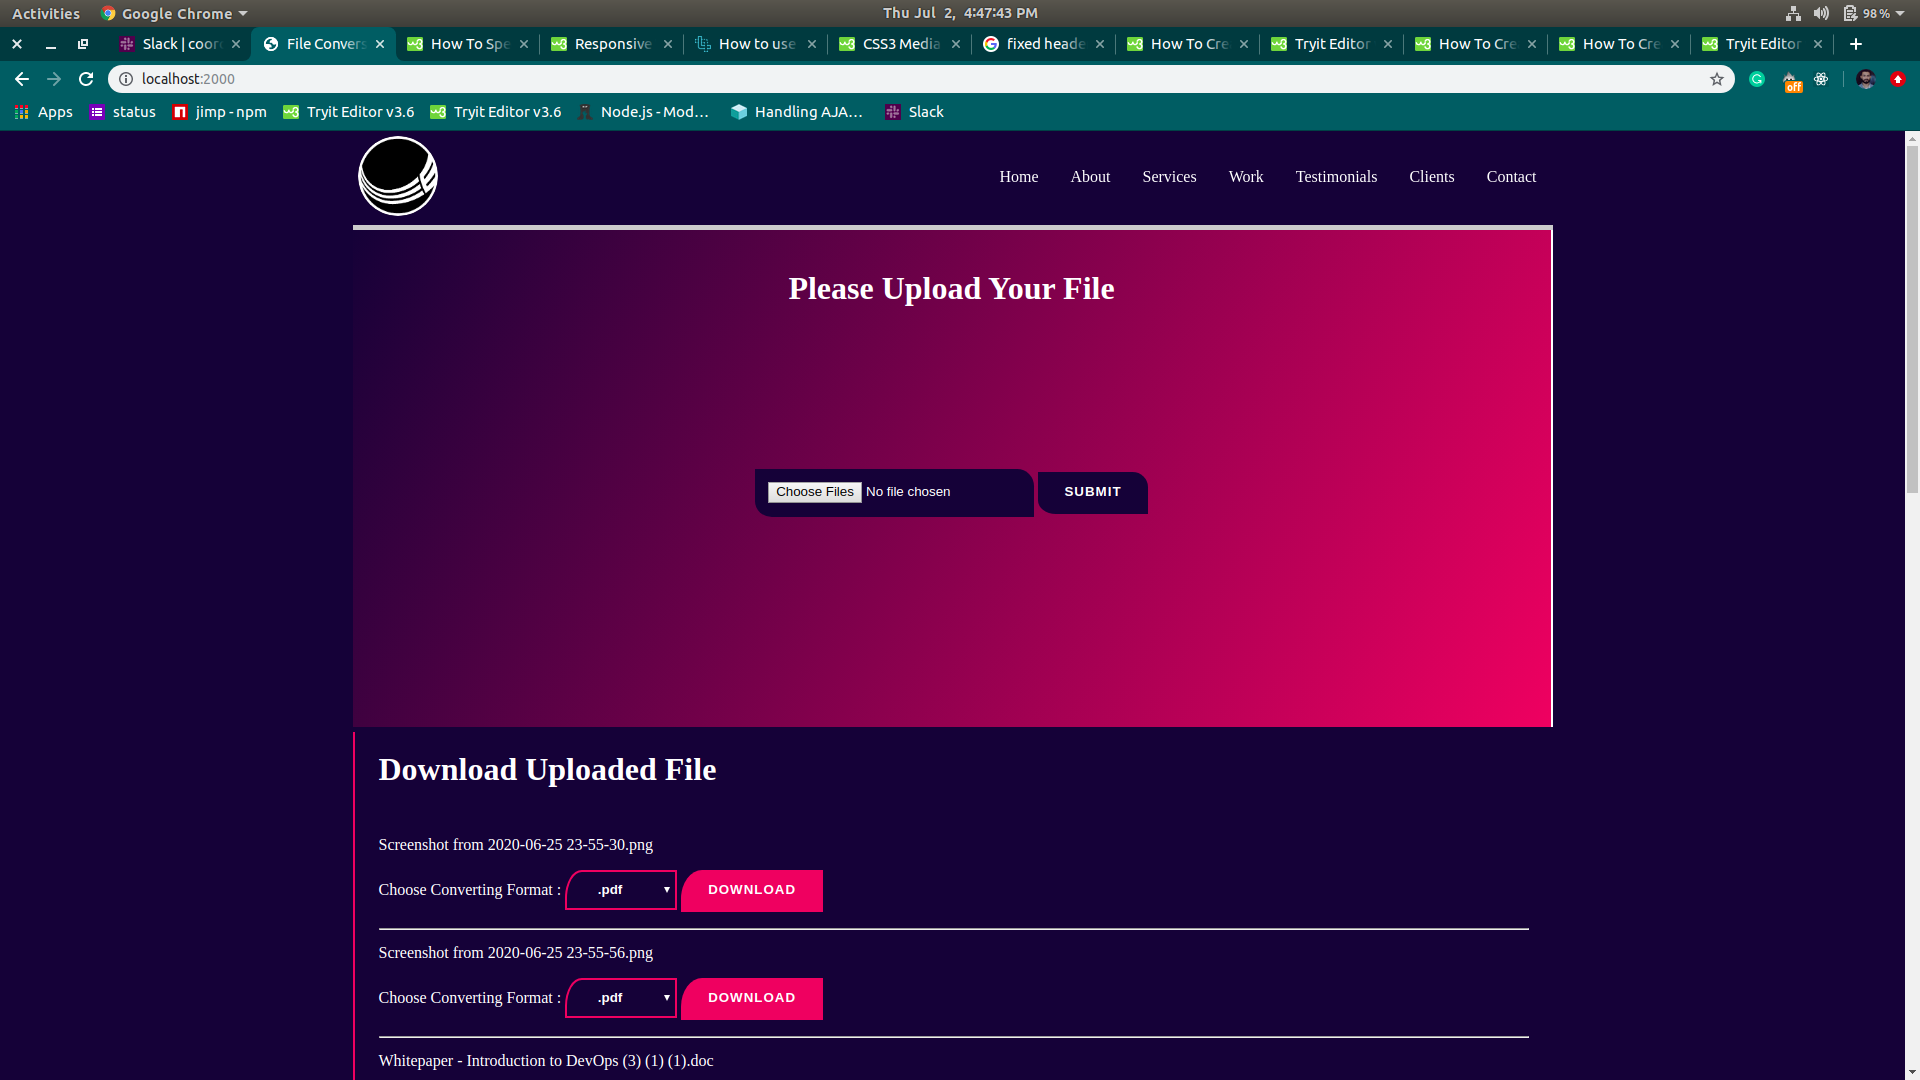 Activities Google Chrome Thu Jul 2, 4:47:43 PM 98%
Slack | coord File Convers How To Spe Responsive How to use CSS3 Media fixed heade How To Cre Tryit Editor How To Cre How To Cre Tryit Editor
localhost:2000 off
Apps status jimp - npm Tryit Editor v3.6 Tryit Editor v3.6 Node.js - Mod... Handling AJA... Slack
Home About Services Work Testimonials Clients Contact
Please Upload Your File
Choose Files No file chosen SUBMIT
Download Uploaded File
Screenshot from 2020-06-25 23-55-30.png
Choose Converting Format : .pdf DOWNLOAD
Screenshot from 2020-06-25 23-55-56.png
Choose Converting Format : .pdf DOWNLOAD
Whitepaper - Introduction to DevOps (3) (1) (1).doc